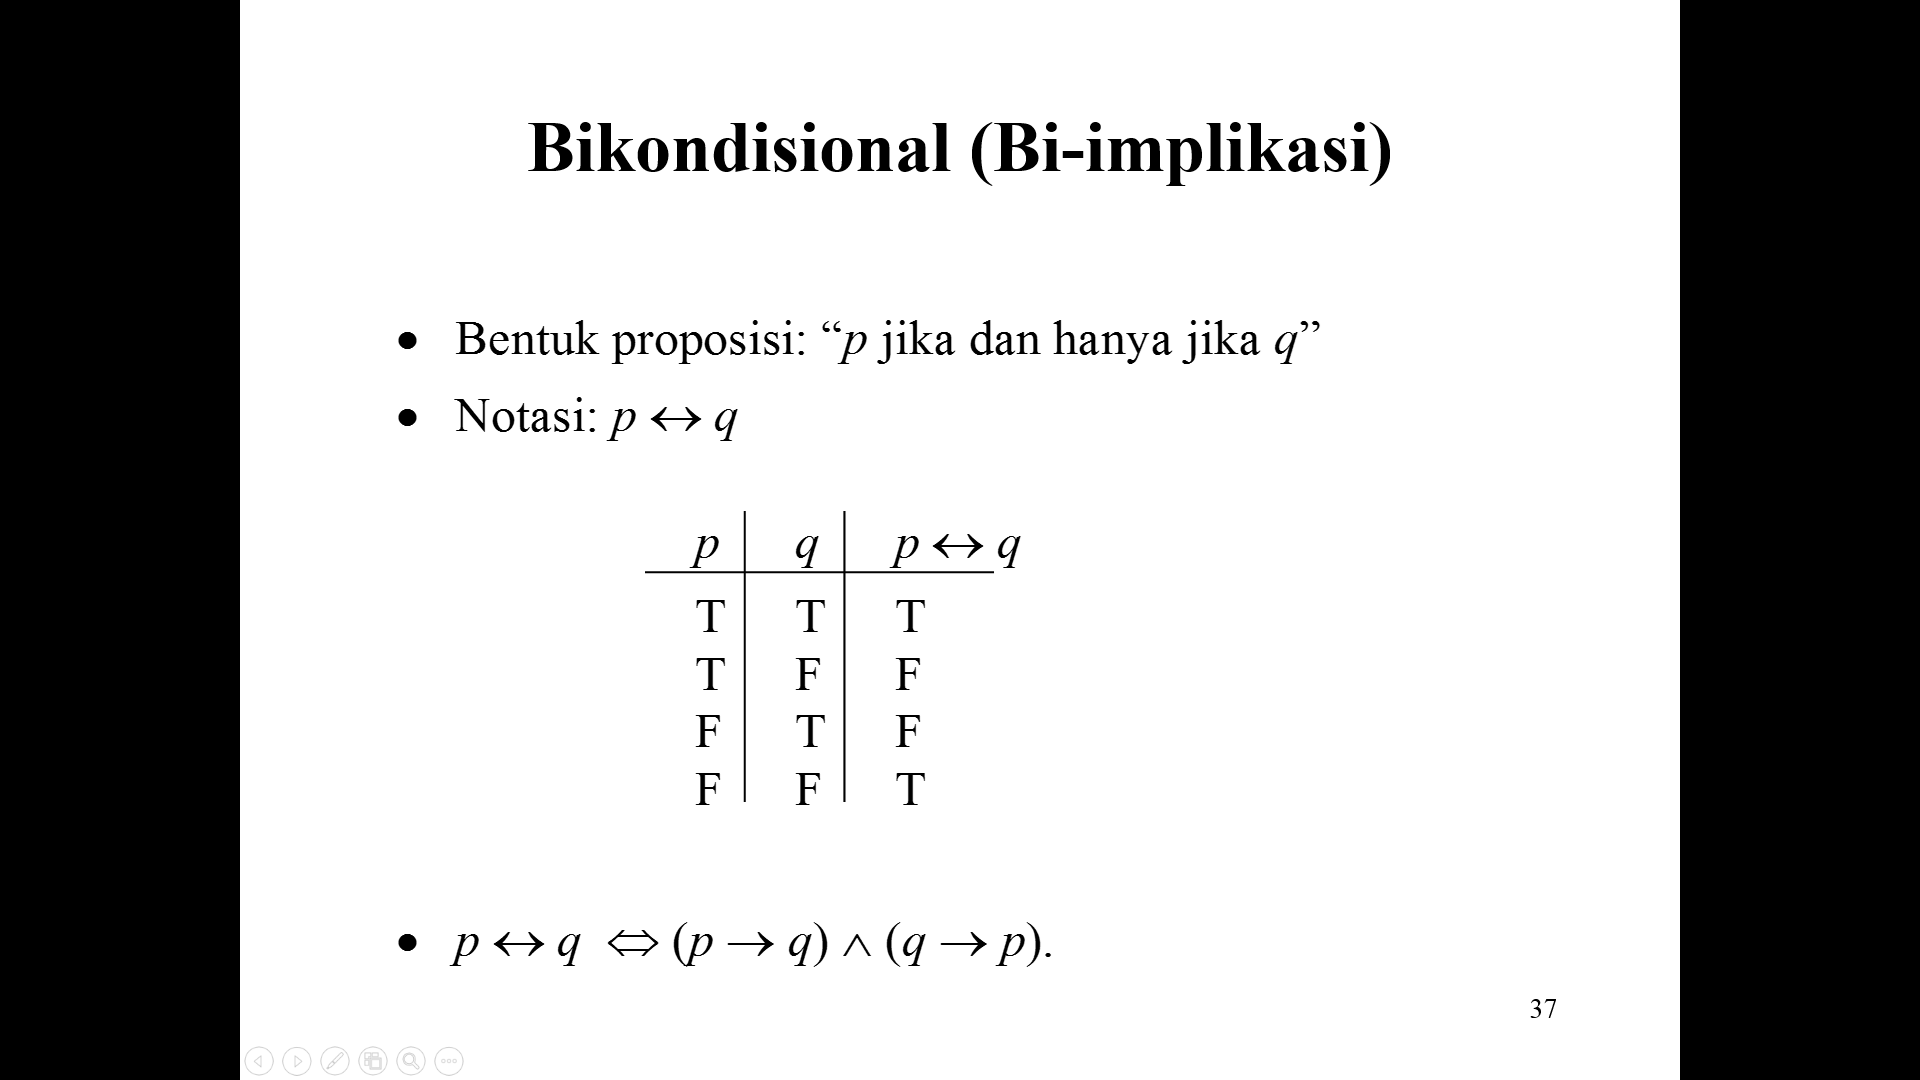 Bikondisional (Bi-implikasi)
• Bentuk proposisi: “p jika dan hanya jika q”
• Notasi: p ↔ q
p q p ↔ q
T T T
T F F
F T F
F F T
• p ↔ q ⇔ (p → q) ∧ (q → p).
37